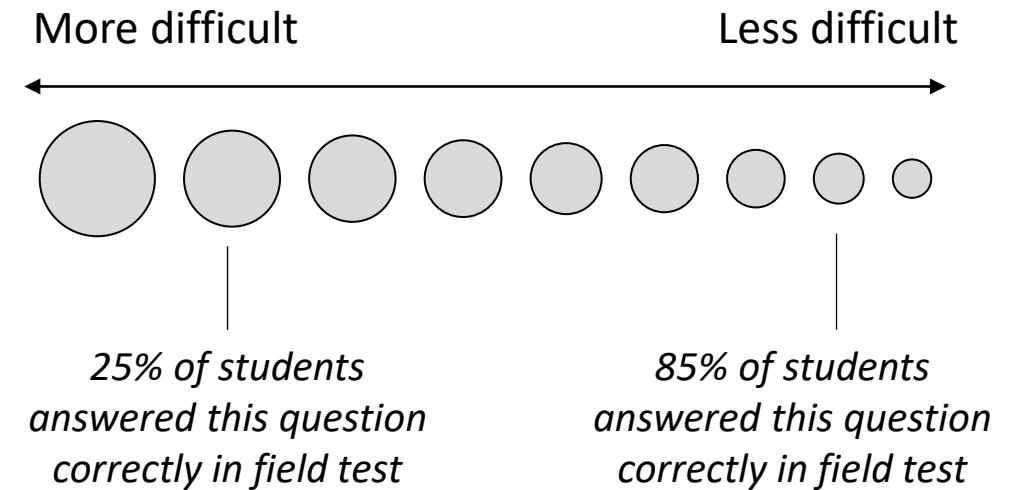 More difficult
Less difficult
25% of students
answered this question
correctly in field test
85% of students
answered this question
correctly in field test